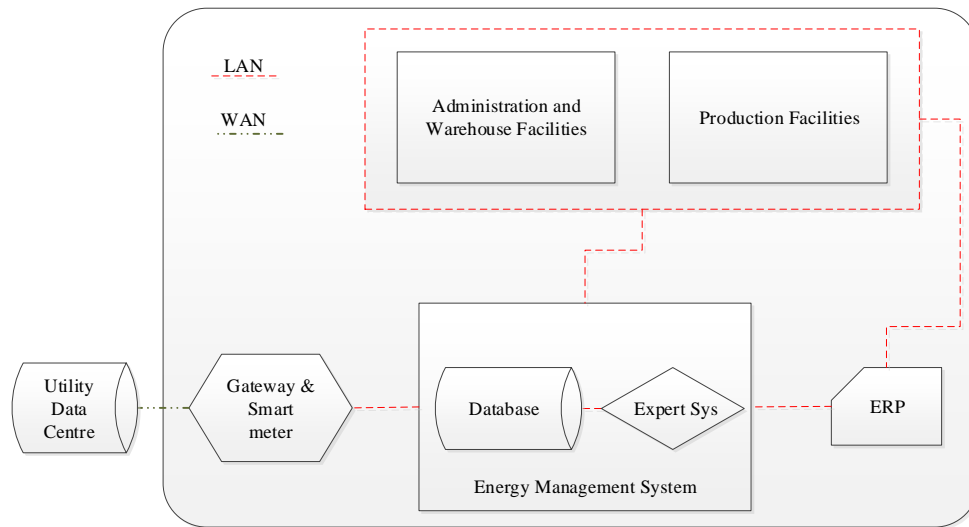 LAN
WAN
Administration and
Warehouse Facilities
Production Facilities
Utility
Data
Centre
Gateway &
Smart
meter
Database
Expert Sys
ERP
Energy Management System